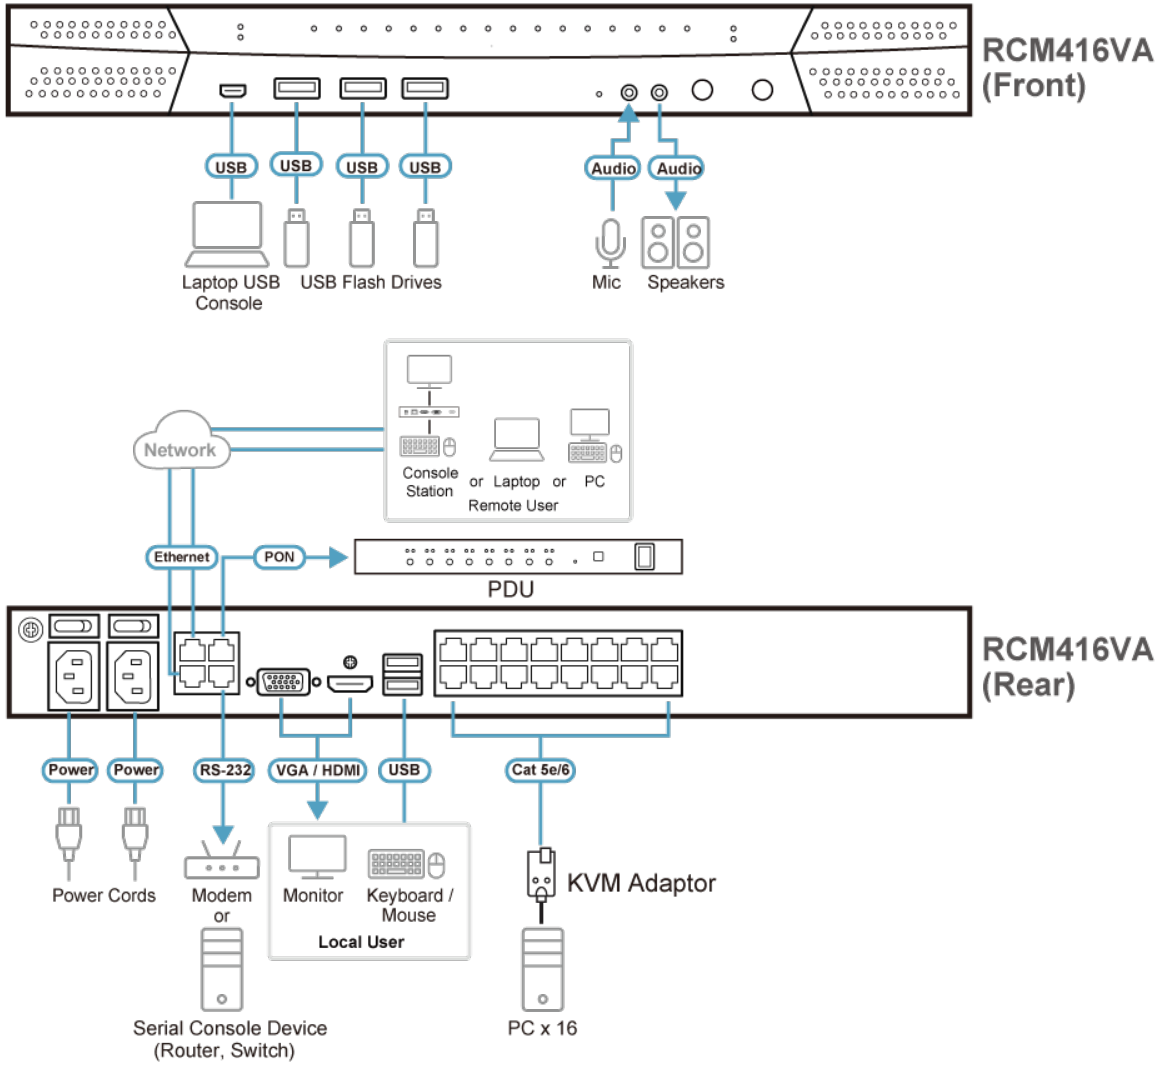 RCM416VA
(Front)
USB
USB
USB
USB
Audio
Audio
Laptop USB
Console
USB Flash Drives
Mic
Speakers
Network
Console
Station
or
Laptop
or
PC
Remote User
Ethernet
PON
PDU
RCM416VA
(Rear)
Power
Power
RS-232
VGA / HDMI
USB
Cat 5e/6
Power Cords
Modem
or
Monitor
Keyboard /
Mouse
Local User
KVM Adaptor
Serial Console Device
(Router, Switch)
PC x 16